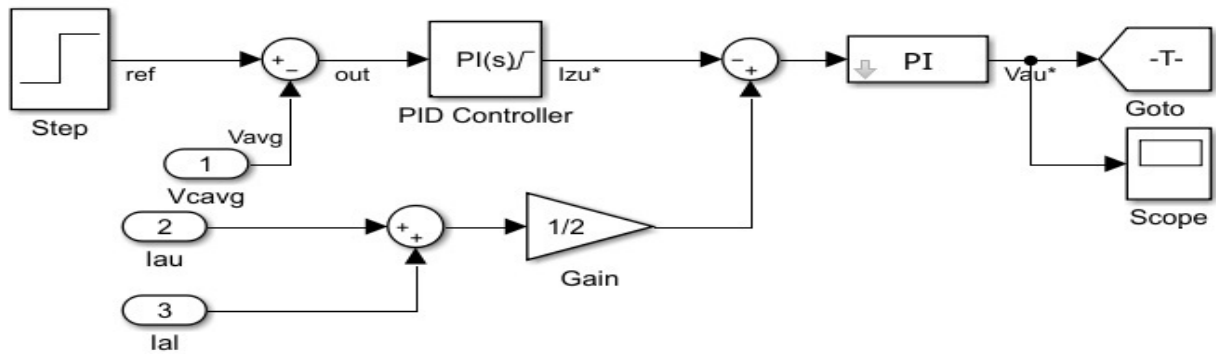 Step
ref
+
−
out
PI(s)
PID Controller
Izu*
−
+
PI
Vau*
-T-
Goto
Scope
Vavg
1
Vcavg
2
Iau
+
+
1/2
Gain
3
Ial